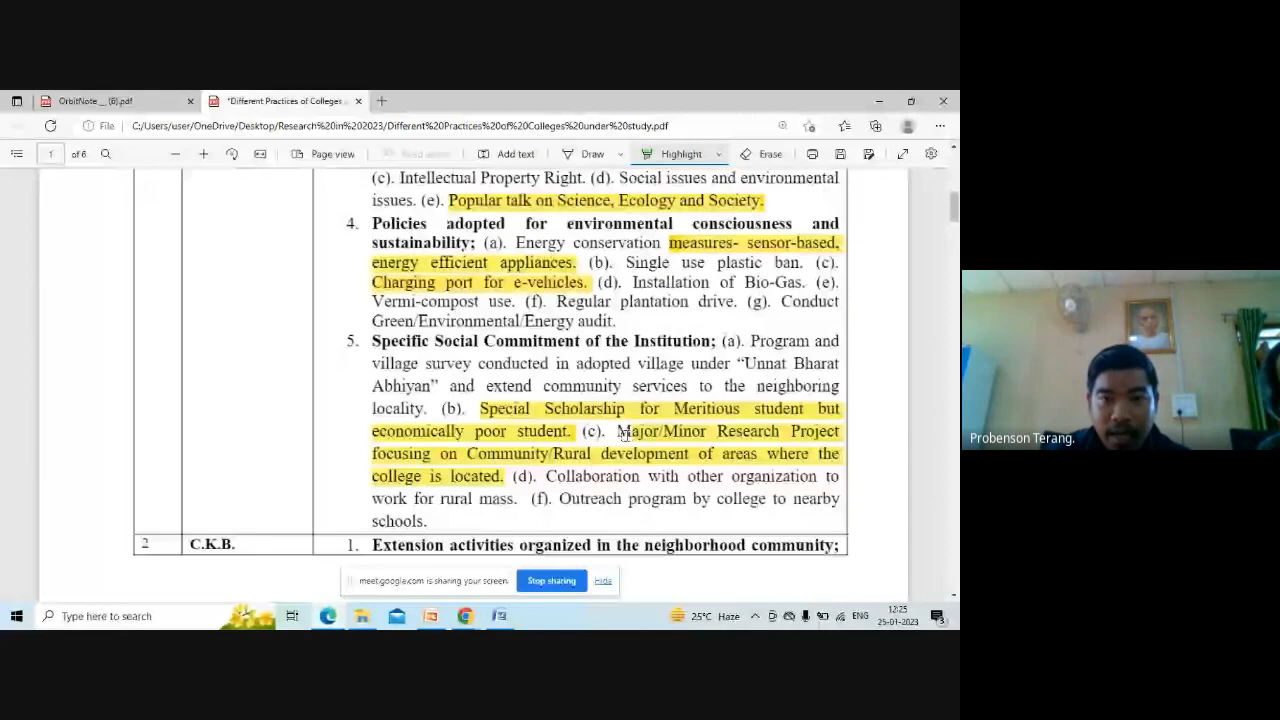 OrbitNote__ (6).pdf
"Different Practices of Colleges
File
C:/Users/user/OneDrive/Desktop/Research%20in%202023/Different%20Practices%20of%20Colleges%20under%20study.pdf
1 of 6
Page view
Read aloud
Add text
Draw
Highlight
Erase
(c). Intellectual Property Right. (d). Social issues and environmental
issues. (e). Popular talk on Science, Ecology and Society.
4. Policies adopted for environmental consciousness and
sustainability; (a). Energy conservation measures- sensor-based,
energy efficient appliances. (b). Single use plastic ban. (c).
Charging port for e-vehicles. (d). Installation of Bio-Gas. (e).
Vermi-compost use. (f). Regular plantation drive. (g). Conduct
Green/Environmental/Energy audit.
5. Specific Social Commitment of the Institution; (a). Program and
village survey conducted in adopted village under “Unnat Bharat
Abhiyan” and extend community services to the neighboring
locality. (b). Special Scholarship for Meritious student but
economically poor student. (c). Major/Minor Research Project
focusing on Community/Rural development of areas where the
college is located. (d). Collaboration with other organization to
work for rural mass. (f). Outreach program by college to nearby
schools.
2 C.K.B. 1. Extension activities organized in the neighborhood community;
meet.google.com is sharing your screen.
Stop sharing
Hide
Probenson Terang.
Type here to search
25°C Haze
ENG
12:25
25-01-2023
3